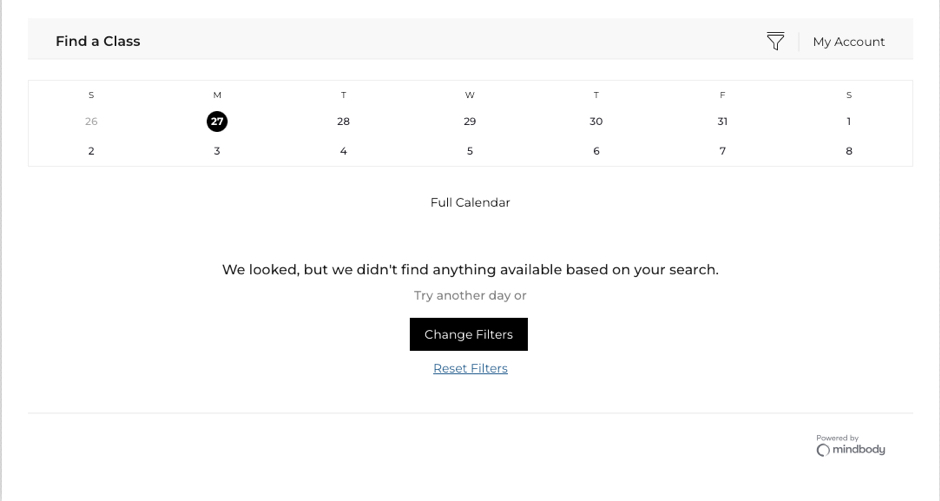 Find a Class
My Account
S M T W T F S
26 27 28 29 30 31 1
2 3 4 5 6 7 8
Full Calendar
We looked, but we didn't find anything available based on your search.
Try another day or
Change Filters
Reset Filters
Powered by
mindbody